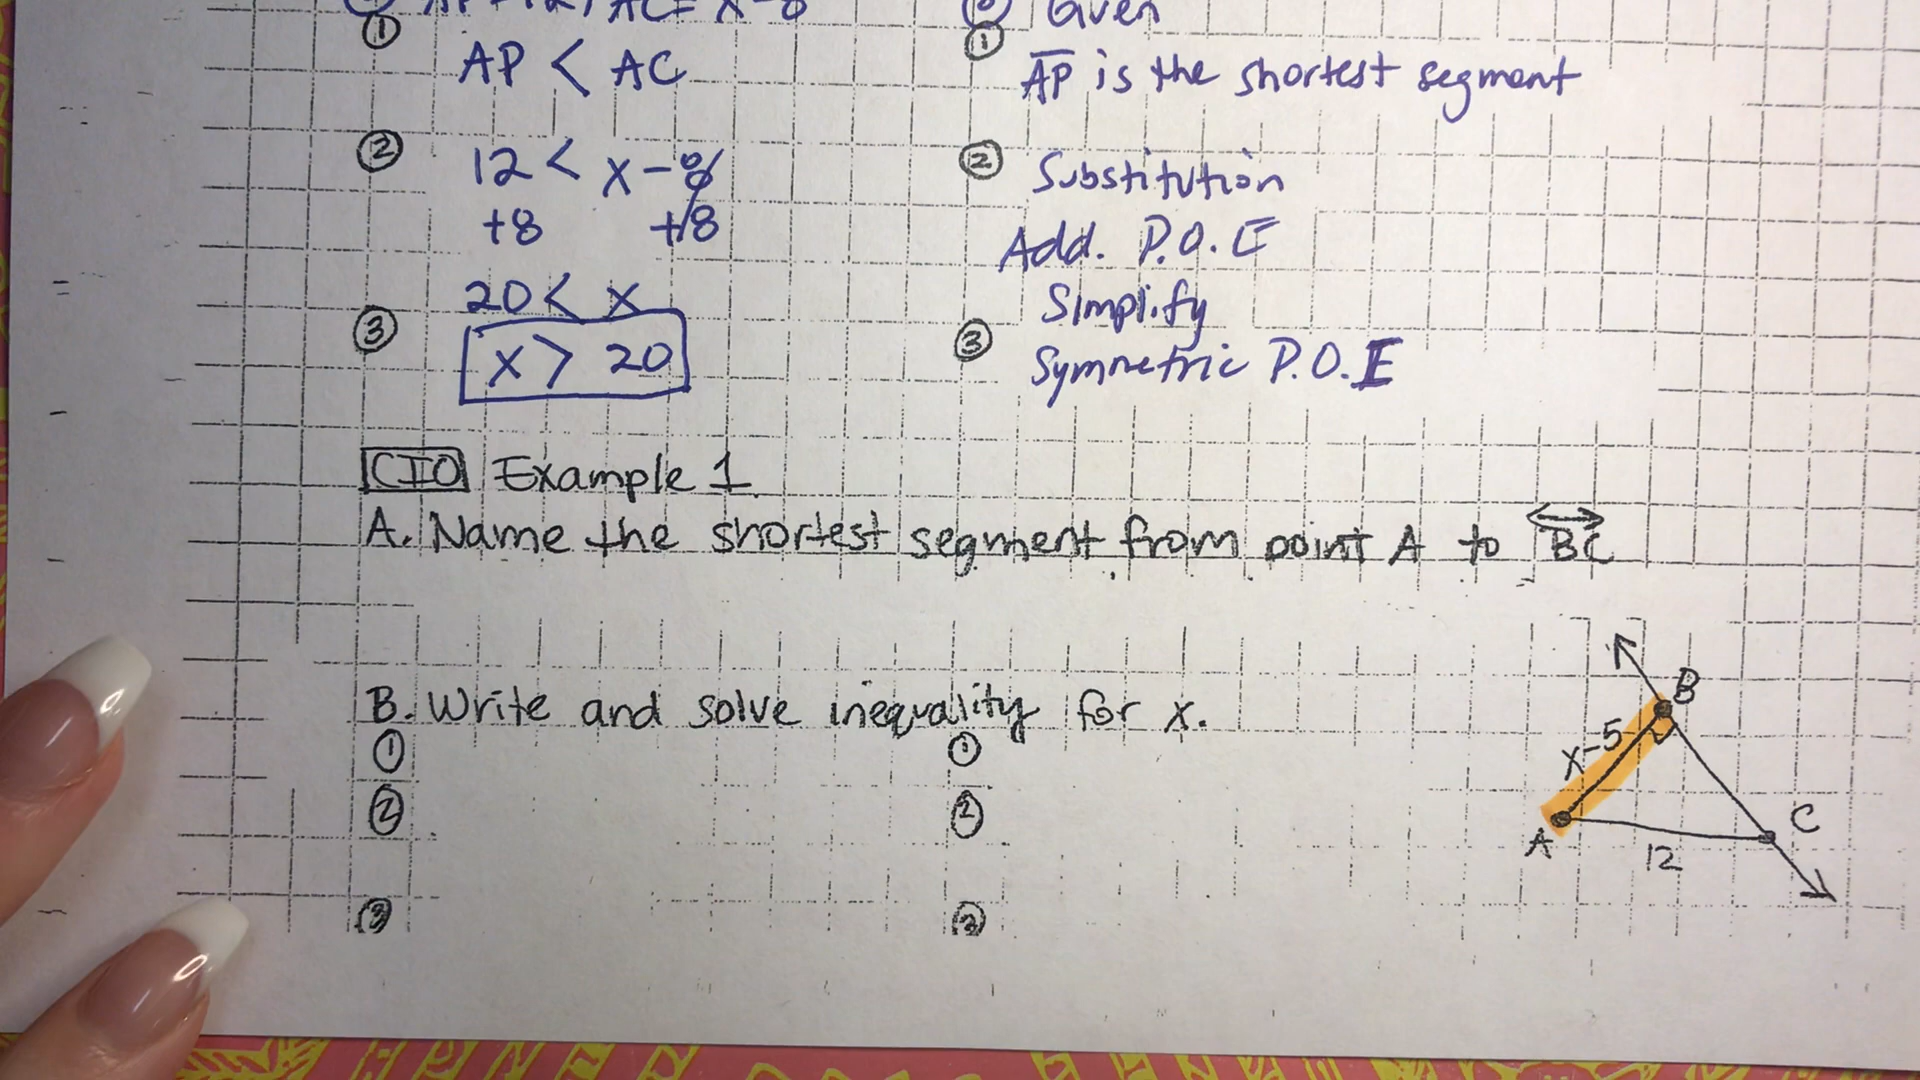 ① AP < AC ① AP is the shortest segment
② 12 < x - 8 ② Substitution
+8 +8 Add. P.O.E
20 < x Simplify
③ x > 20 ③ Symmetric P.O.E
CIO Example 1
A. Name the shortest segment from point A to BC
B
B. Write and solve inequality for x.
x-5
① ①
② ②
C
A
12
③ ③